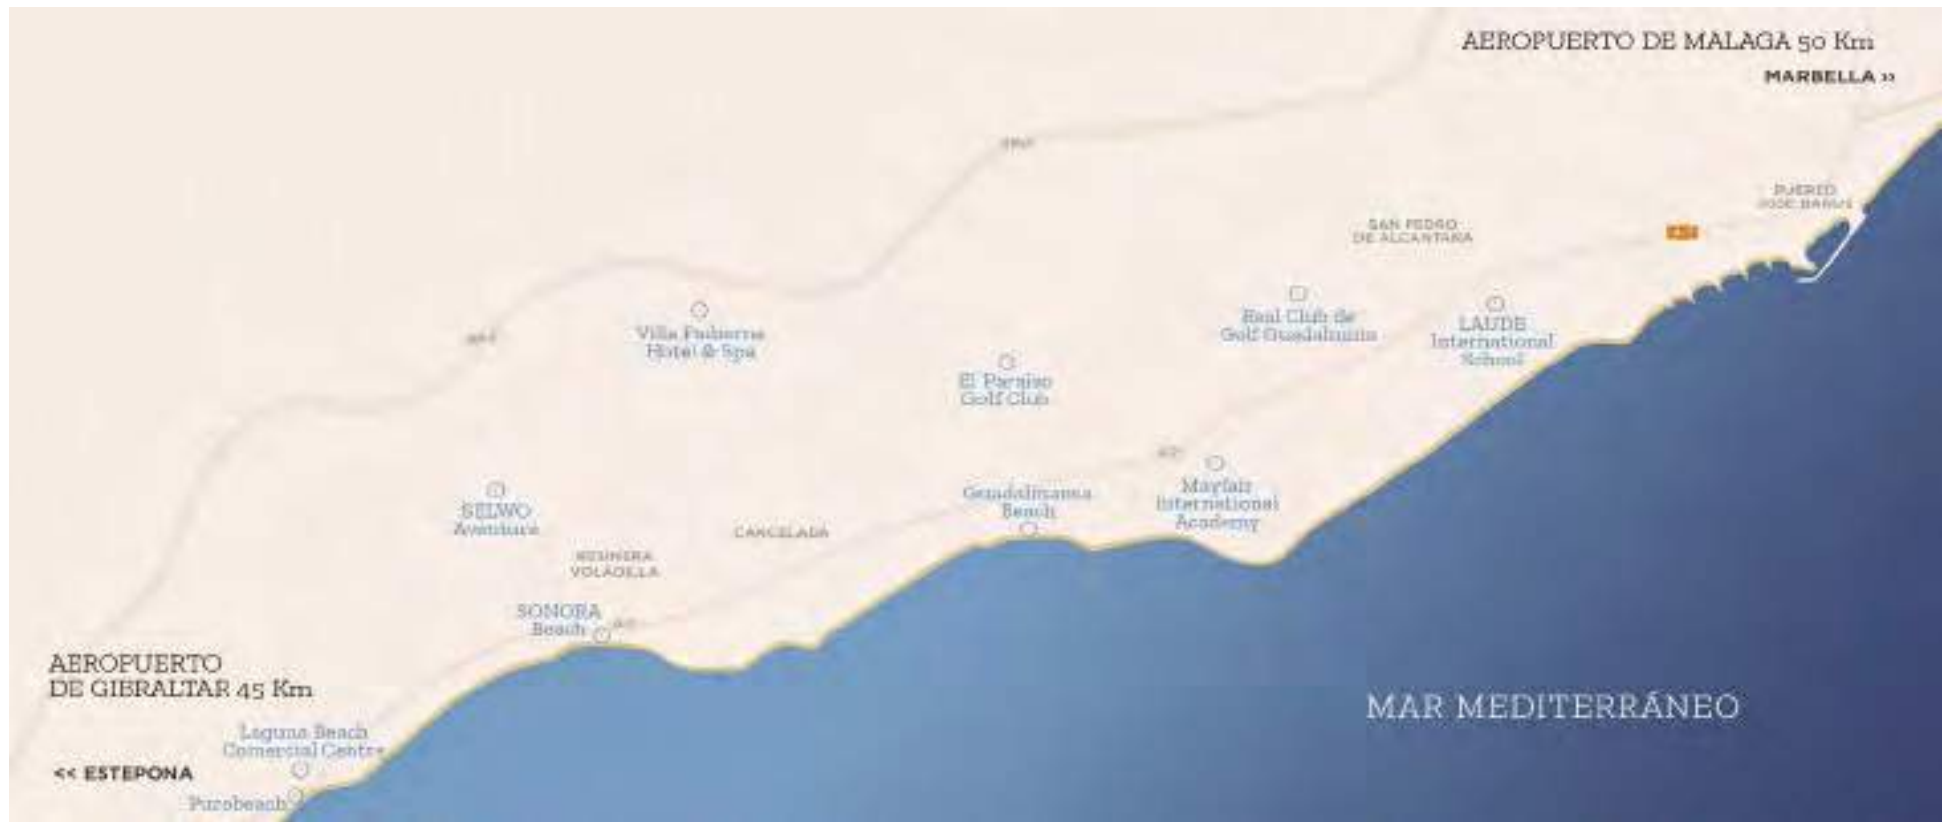 AEROPUERTO DE MALAGA 50 Km
MARBELLA »
PUERTO
JOSE BANUS
SAN PEDRO
DE ALCANTARA
Real Club de
Golf Guadalmina
LAUDE
International
School
Villa Padierna
Hotel & Spa
El Paraiso
Golf Club
SELWO
Aventura
CANCELADA
Guadalmansa
Beach
Mayfair
International
Academy
VOLADILLA
SONORA
Beach
AEROPUERTO
DE GIBRALTAR 45 Km
Laguna Beach
Comercial Centre
<< ESTEPONA
Purobeach
MAR MEDITERRÁNEO